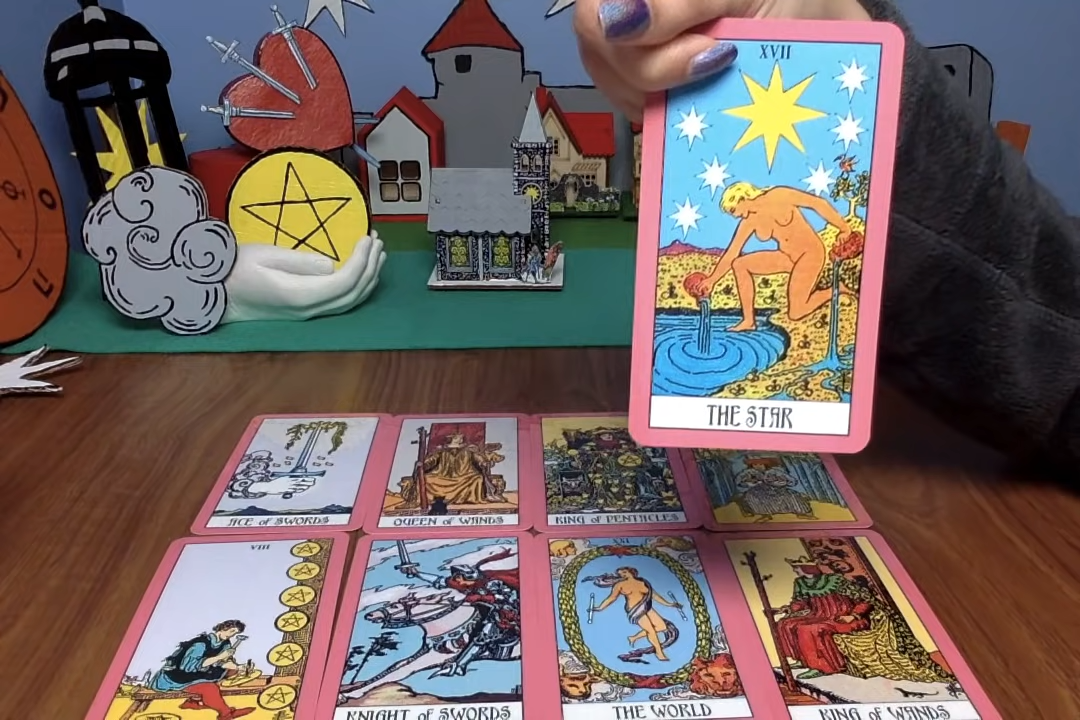 XVII
THE STAR
ACE of SWORDS
QUEEN of WANDS
KING of PENTACLES
VIII
XXI
KNIGHT of SWORDS
THE WORLD
KING of WANDS